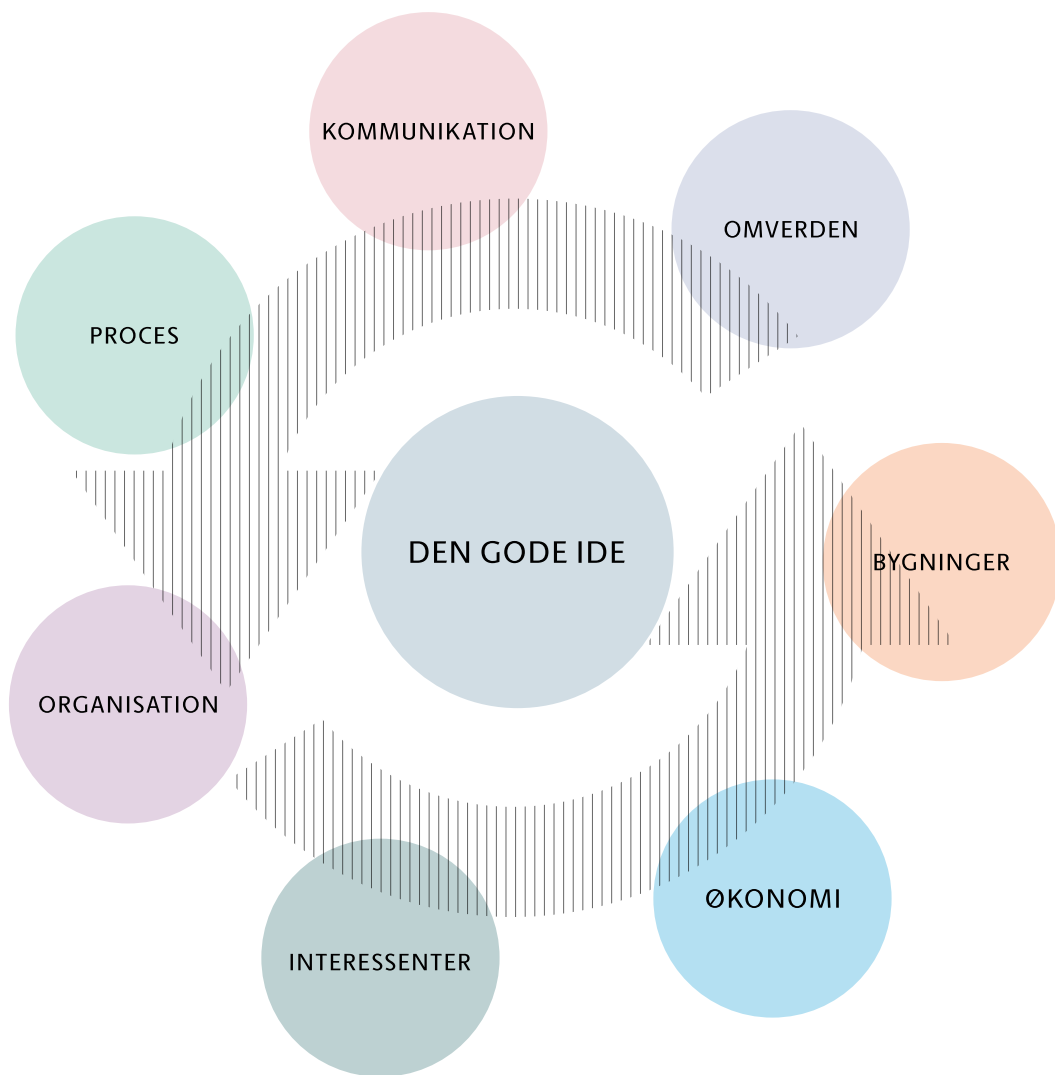 KOMMUNIKATION
OMVERDEN
PROCES
DEN GODE IDE
BYGNINGER
ORGANISATION
ØKONOMI
INTERESSENTER